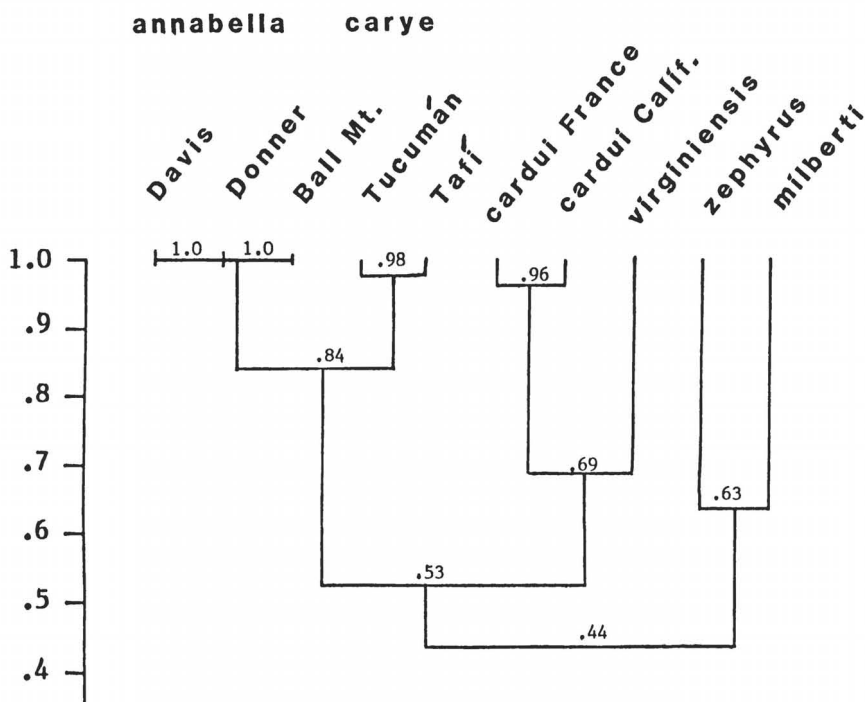 annabella carye
Davis
Donner
Ball Mt.
Tucumán
Tafí
cardui France
cardui Calif.
virginiensis
zephyrus
milberti
1.0
1.0 1.0 .98 .96
.9
.84
.8
.7
.69
.63
.6
.53
.5
.44
.4